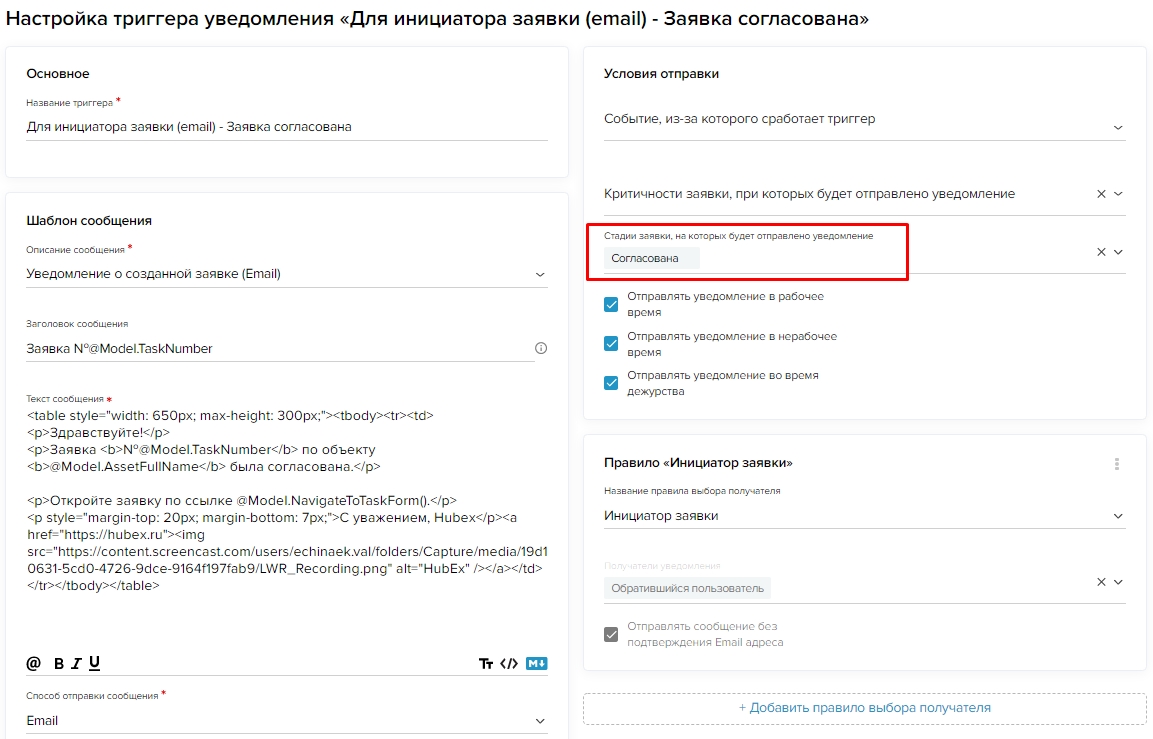 Настройка триггера уведомления «Для инициатора заявки (email) - Заявка согласована»
Основное
Название триггера *
Для инициатора заявки (email) - Заявка согласована
Шаблон сообщения
Описание сообщения *
Уведомление о созданной заявке (Email)
Заголовок сообщения
Заявка №@Model.TaskNumber
Текст сообщения *
<table style="width: 650px; max-height: 300px;"><tbody><tr><td>
<p>Здравствуйте!</p>
<p>Заявка <b>№@Model.TaskNumber</b> по объекту
<b>@Model.AssetFullName</b> была согласована.</p>
<p>Откройте заявку по ссылке @Model.NavigateToTaskForm().</p>
<p style="margin-top: 20px; margin-bottom: 7px;">С уважением, Hubex</p><a
href="https://hubex.ru"><img
src="https://content.screencast.com/users/echinaek.val/folders/Capture/media/19d1
0631-5cd0-4726-9dce-9164f197fab9/LWR_Recording.png" alt="HubEx" /></a></td>
</tr></tbody></table>
@ B I U Tт </> M↓
Способ отправки сообщения *
Email
Условия отправки
Событие, из-за которого сработает триггер
Критичности заявки, при которых будет отправлено уведомление
Стадии заявки, на которых будет отправлено уведомление
Согласована
Отправлять уведомление в рабочее
время
Отправлять уведомление в нерабочее
время
Отправлять уведомление во время
дежурства
Правило «Инициатор заявки»
Название правила выбора получателя
Инициатор заявки
Получатели уведомления
Обратившийся пользователь
Отправлять сообщение без
подтверждения Email адреса
+ Добавить правило выбора получателя